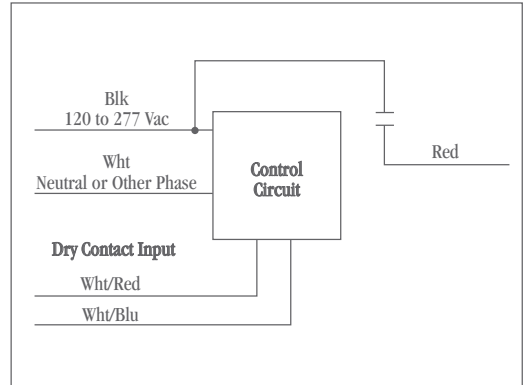 Blk
120 to 277 Vac
Wht
Neutral or Other Phase
Control
Circuit
Red
Dry Contact Input
Wht/Red
Wht/Blu